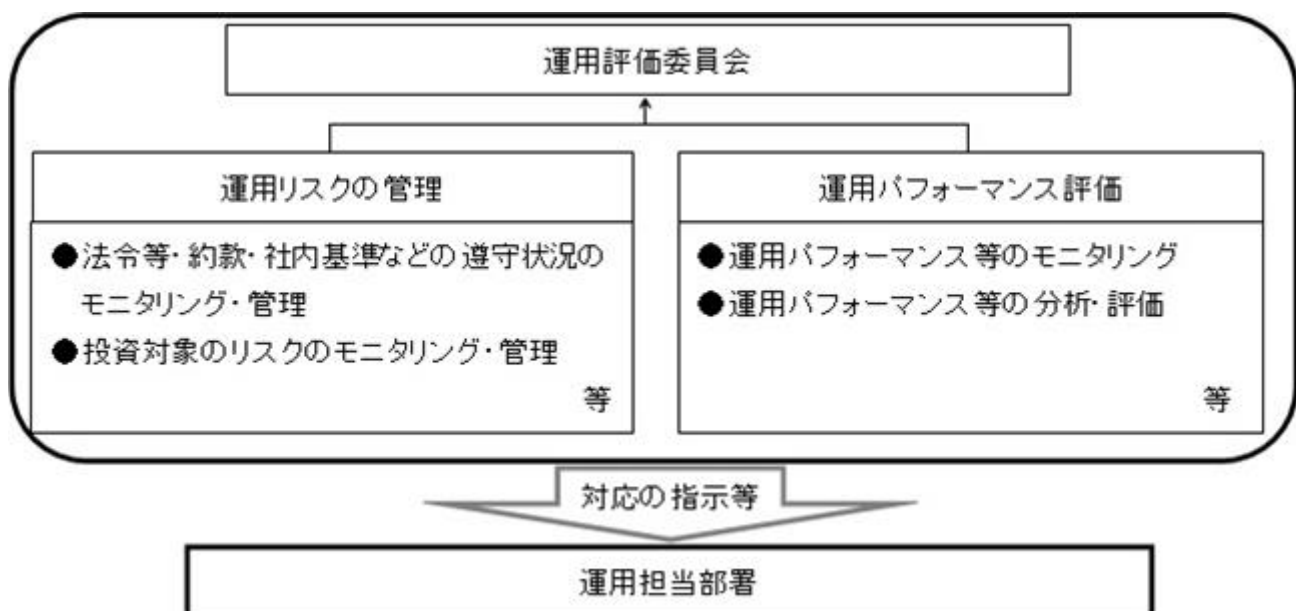 運用評価委員会
運用リスクの管理
●法令等・約款・社内基準などの遵守状況の
モニタリング・管理
●投資対象のリスクのモニタリング・管理
等
運用パフォーマンス評価
●運用パフォーマンス等のモニタリング
●運用パフォーマンス等の分析・評価
等
対応の指示等
運用担当部署